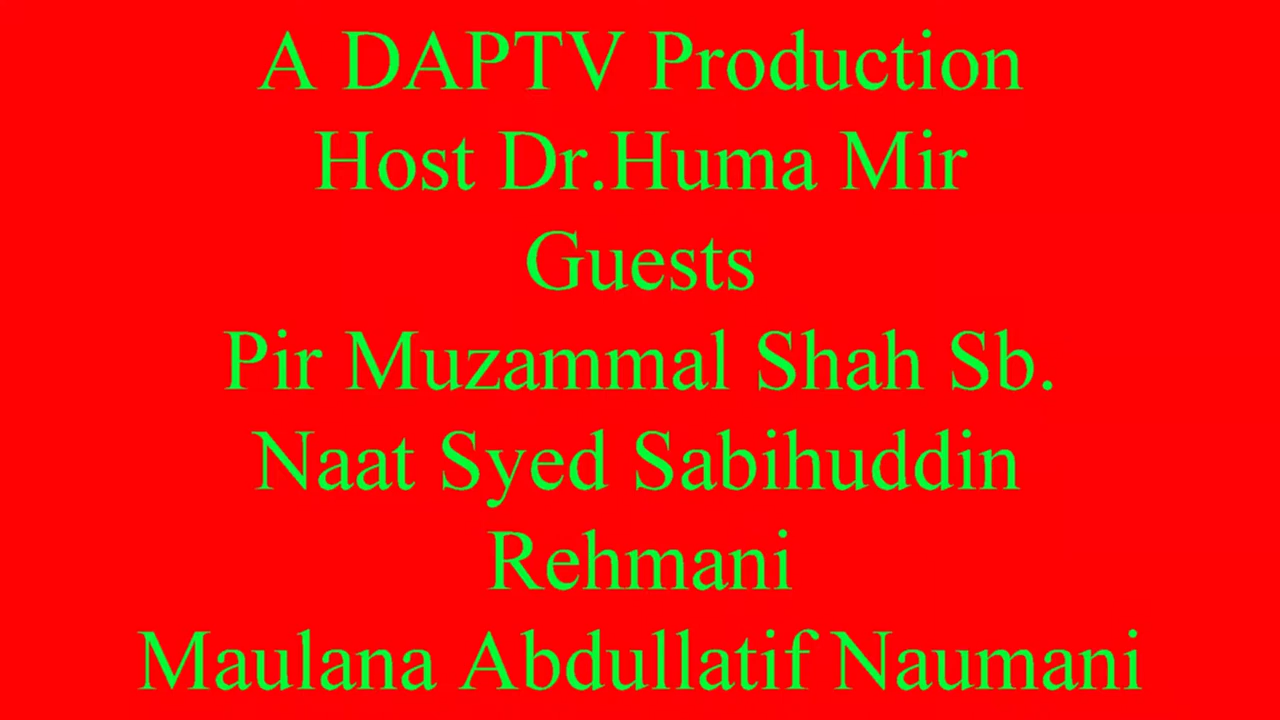 A DAPTV Production
Host Dr.Huma Mir
Guests
Pir Muzammal Shah Sb.
Naat Syed Sabihuddin
Rehmani
Maulana Abdullatif Naumani